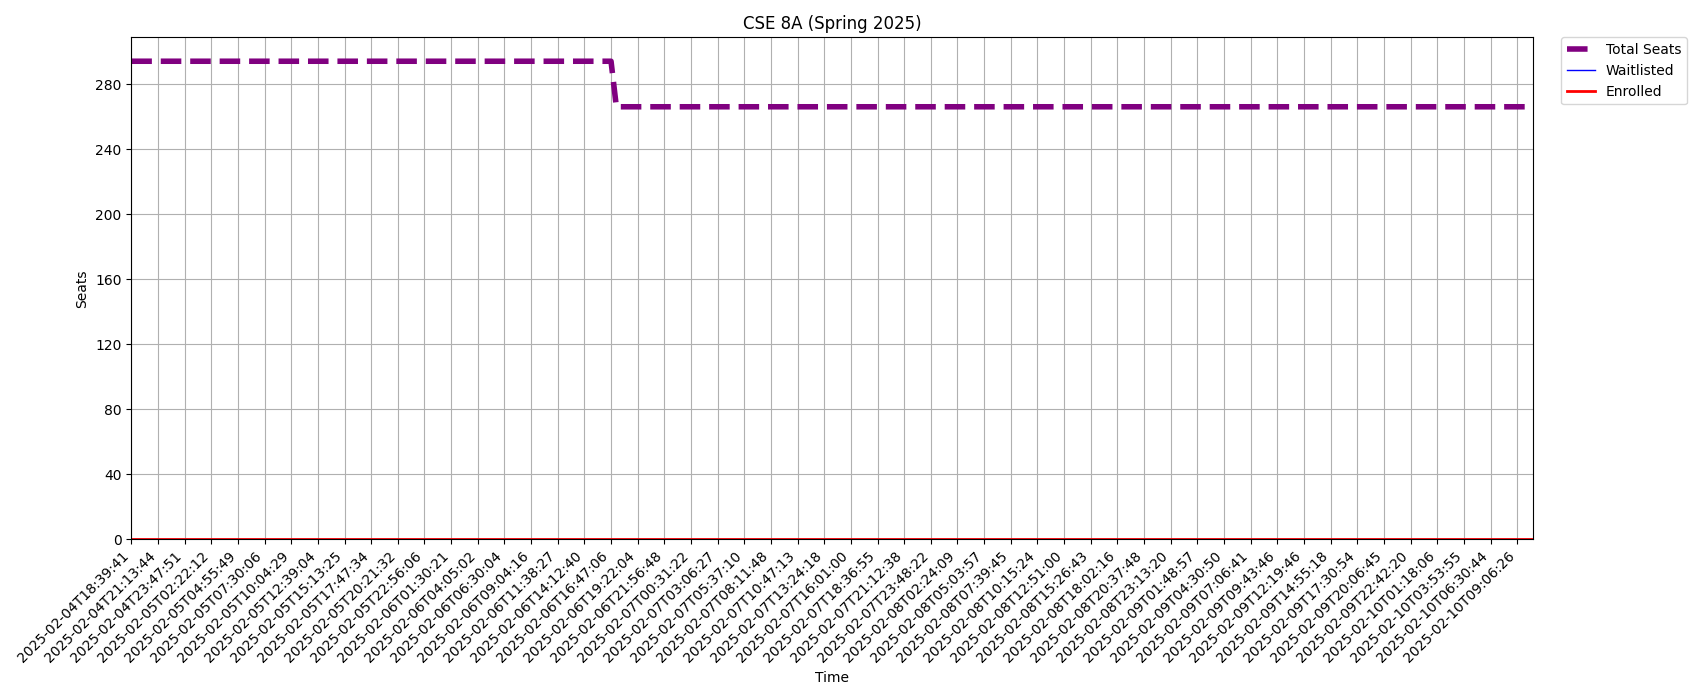 CSE 8A (Spring 2025)
Total Seats
Waitlisted
Enrolled
Seats
280
240
200
160
120
80
40
0
2025-02-04T18:39:41
2025-02-04T21:13:44
2025-02-04T23:47:51
2025-02-05T02:22:12
2025-02-05T04:55:49
2025-02-05T07:30:06
2025-02-05T10:04:29
2025-02-05T12:39:04
2025-02-05T15:13:25
2025-02-05T17:47:34
2025-02-05T20:21:32
2025-02-05T22:56:06
2025-02-06T01:30:21
2025-02-06T04:05:02
2025-02-06T06:30:04
2025-02-06T09:04:16
2025-02-06T11:38:27
2025-02-06T14:12:40
2025-02-06T16:47:06
2025-02-06T19:22:04
2025-02-06T21:56:48
2025-02-07T00:31:22
2025-02-07T03:06:27
2025-02-07T05:37:10
2025-02-07T08:11:48
2025-02-07T10:47:13
2025-02-07T13:24:18
2025-02-07T16:01:00
2025-02-07T18:36:55
2025-02-07T21:12:38
2025-02-07T23:48:22
2025-02-08T02:24:09
2025-02-08T05:03:57
2025-02-08T07:39:45
2025-02-08T10:15:24
2025-02-08T12:51:00
2025-02-08T15:26:43
2025-02-08T18:02:16
2025-02-08T20:37:48
2025-02-08T23:13:20
2025-02-09T01:48:57
2025-02-09T04:30:50
2025-02-09T07:06:41
2025-02-09T09:43:46
2025-02-09T12:19:46
2025-02-09T14:55:18
2025-02-09T17:30:54
2025-02-09T20:06:45
2025-02-09T22:42:20
2025-02-10T01:18:06
2025-02-10T03:53:55
2025-02-10T06:30:44
2025-02-10T09:06:26
Time